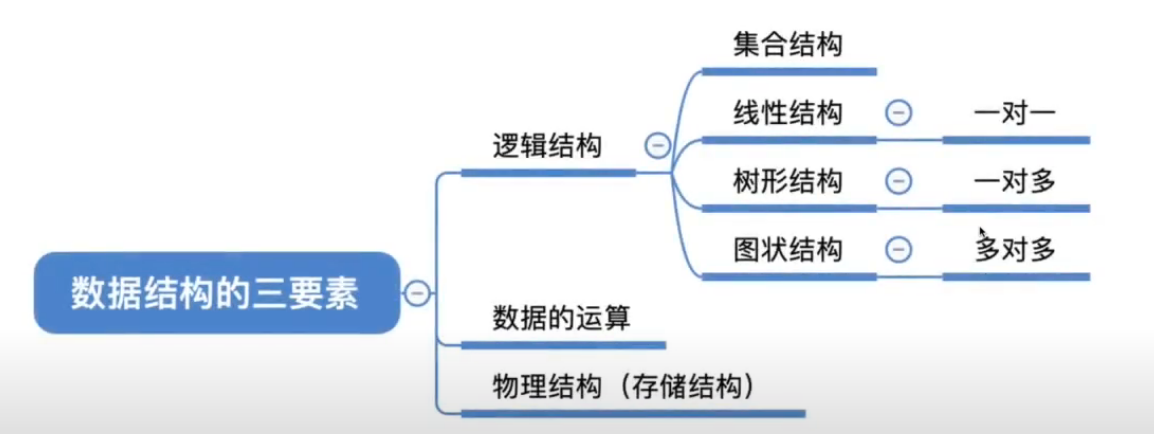 数据结构的三要素
逻辑结构
集合结构
线性结构
一对一
树形结构
一对多
图状结构
多对多
数据的运算
物理结构（存储结构）